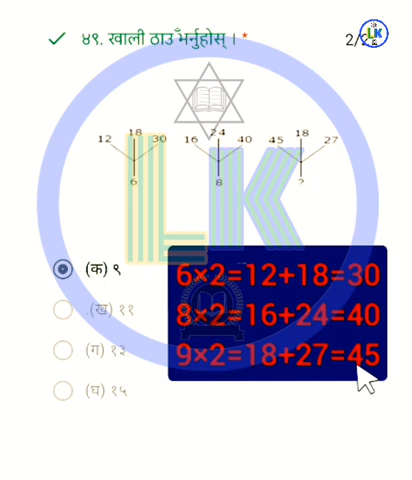 ४९. खाली ठाउँ भर्नुहोस् । * 2/2
LK
12 18 30 16 24 40 45 18 27
6 8 ?
LK
(क) ९
6×2=12+18=30
.(ख) ११
8×2=16+24=40
(ग) १३
9×2=18+27=45
(घ) १५